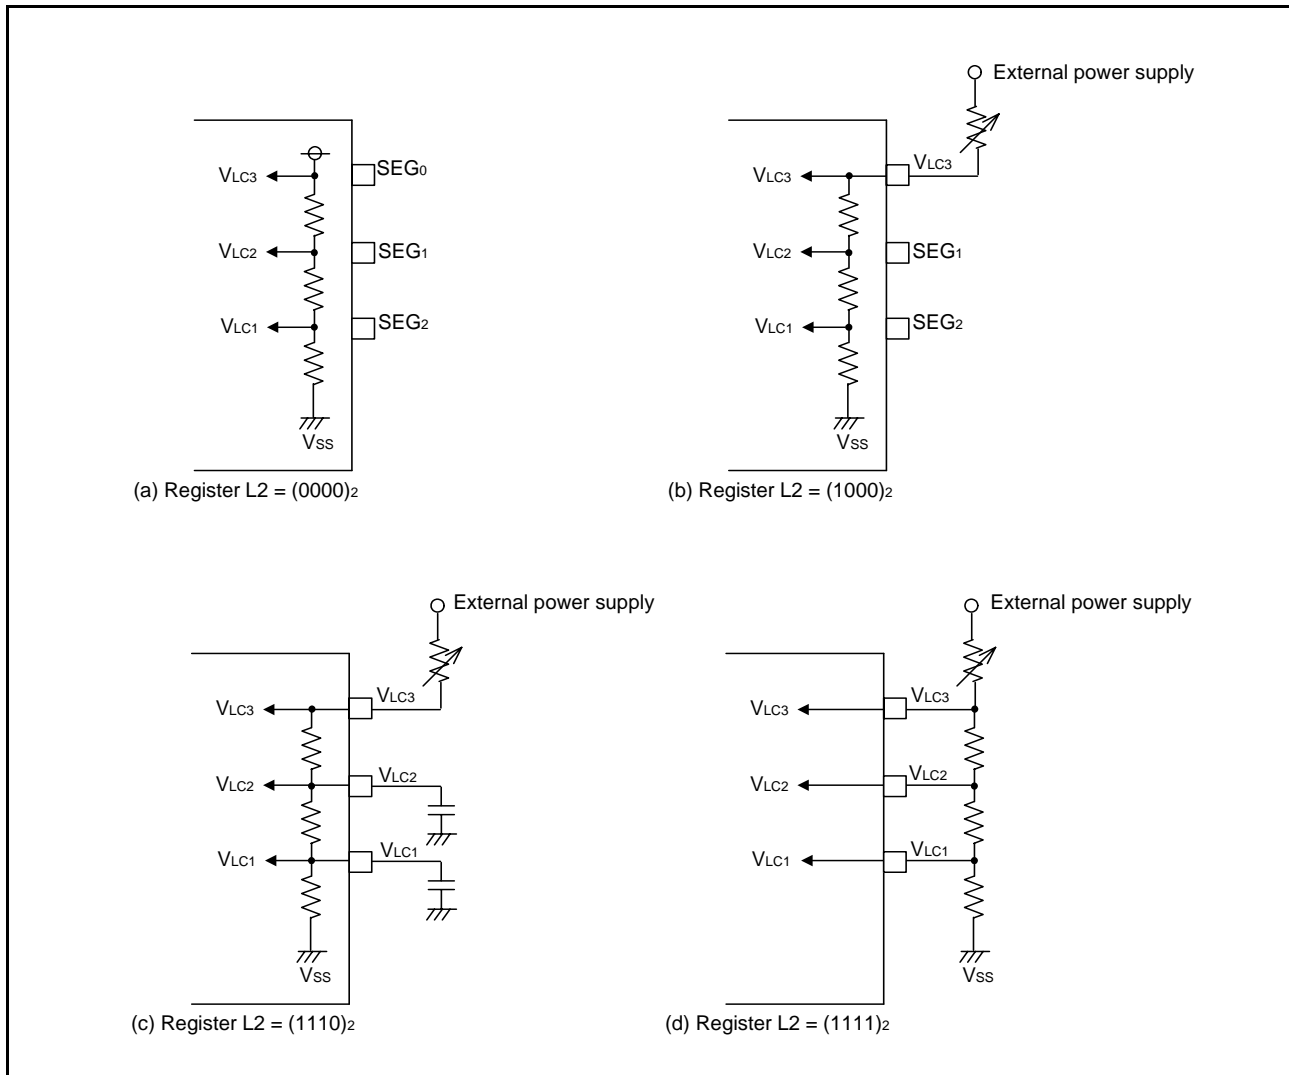 VLC3
SEG0
VLC2
SEG1
VLC1
SEG2
VSS
(a) Register L2 = (0000)2
External power supply
VLC3
VLC3
VLC2
SEG1
VLC1
SEG2
VSS
(b) Register L2 = (1000)2
External power supply
VLC3
VLC3
VLC2
VLC2
VLC1
VLC1
VSS
(c) Register L2 = (1110)2
External power supply
VLC3
VLC3
VLC2
VLC2
VLC1
VLC1
VSS
(d) Register L2 = (1111)2